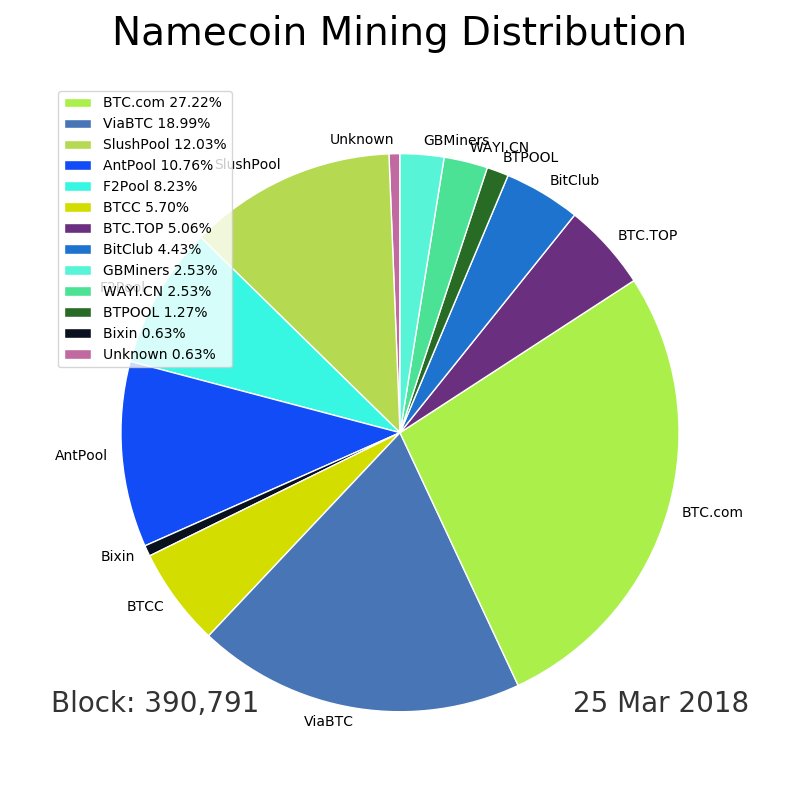 Namecoin Mining Distribution
BTC.com 27.22%
ViaBTC 18.99%
SlushPool 12.03%
AntPool 10.76%
F2Pool 8.23%
BTCC 5.70%
BTC.TOP 5.06%
BitClub 4.43%
GBMiners 2.53%
WAYI.CN 2.53%
BTPOOL 1.27%
Bixin 0.63%
Unknown 0.63%
Unknown
GBMiners
WAYI.CN
BTPOOL
BitClub
BTC.TOP
BTC.com
ViaBTC
BTCC
Bixin
AntPool
F2Pool
SlushPool
Block: 390,791
25 Mar 2018